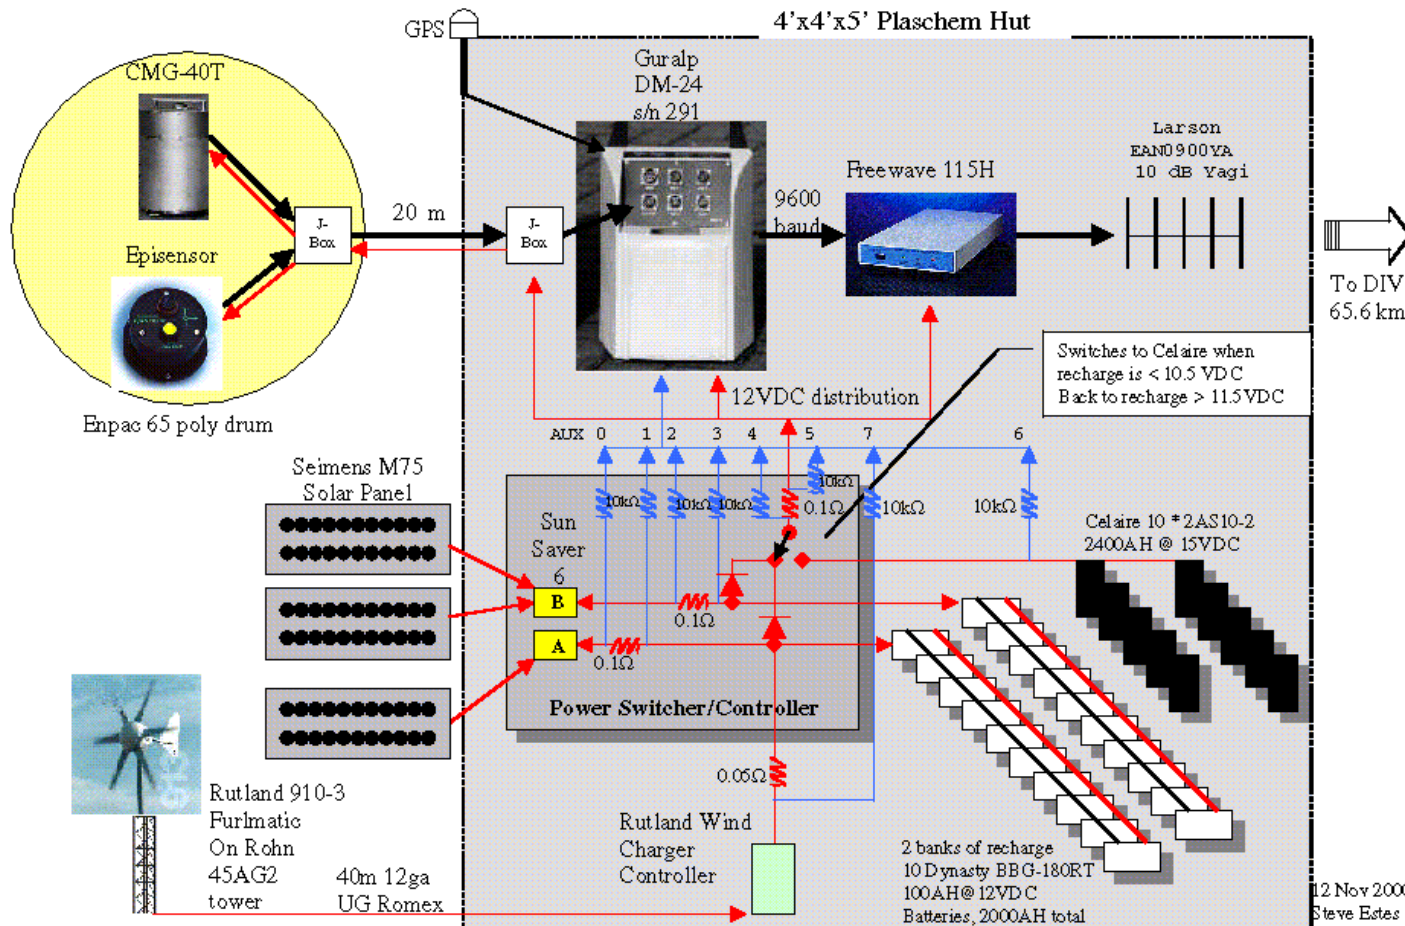 GPS
4'x4'x5' Plaschem Hut
CMG-40T
Guralp
DM-24
s/n 291
Larson
EAN0900YA
10 dB Yagi
Freewave 115H
9600
baud
20 m
J-
Box
J-
Box
Episensor
To DIV
65.6 km
Enpac 65 poly drum
Switches to Celaire when
recharge is < 10.5 VDC
Back to recharge > 11.5 VDC
12VDC distribution
AUX 0 1 2 3 4 5 7 6
Seimens M75
Solar Panel
10kΩ
10kΩ
10kΩ
10kΩ
0.1Ω
10kΩ
10kΩ
Sun
Saver
6
B
A
0.1Ω
0.1Ω
Celaire 10 * 2AS10-2
2400AH @ 15VDC
Power Switcher/Controller
0.05Ω
Rutland 910-3
Furlmatic
On Rohn
45AG2
tower
40m 12ga
UG Romex
Rutland Wind
Charger
Controller
2 banks of recharge
10 Dynasty BBG-180RT
100AH@ 12VDC
Batteries, 2000AH total
12 Nov 200
Steve Estes